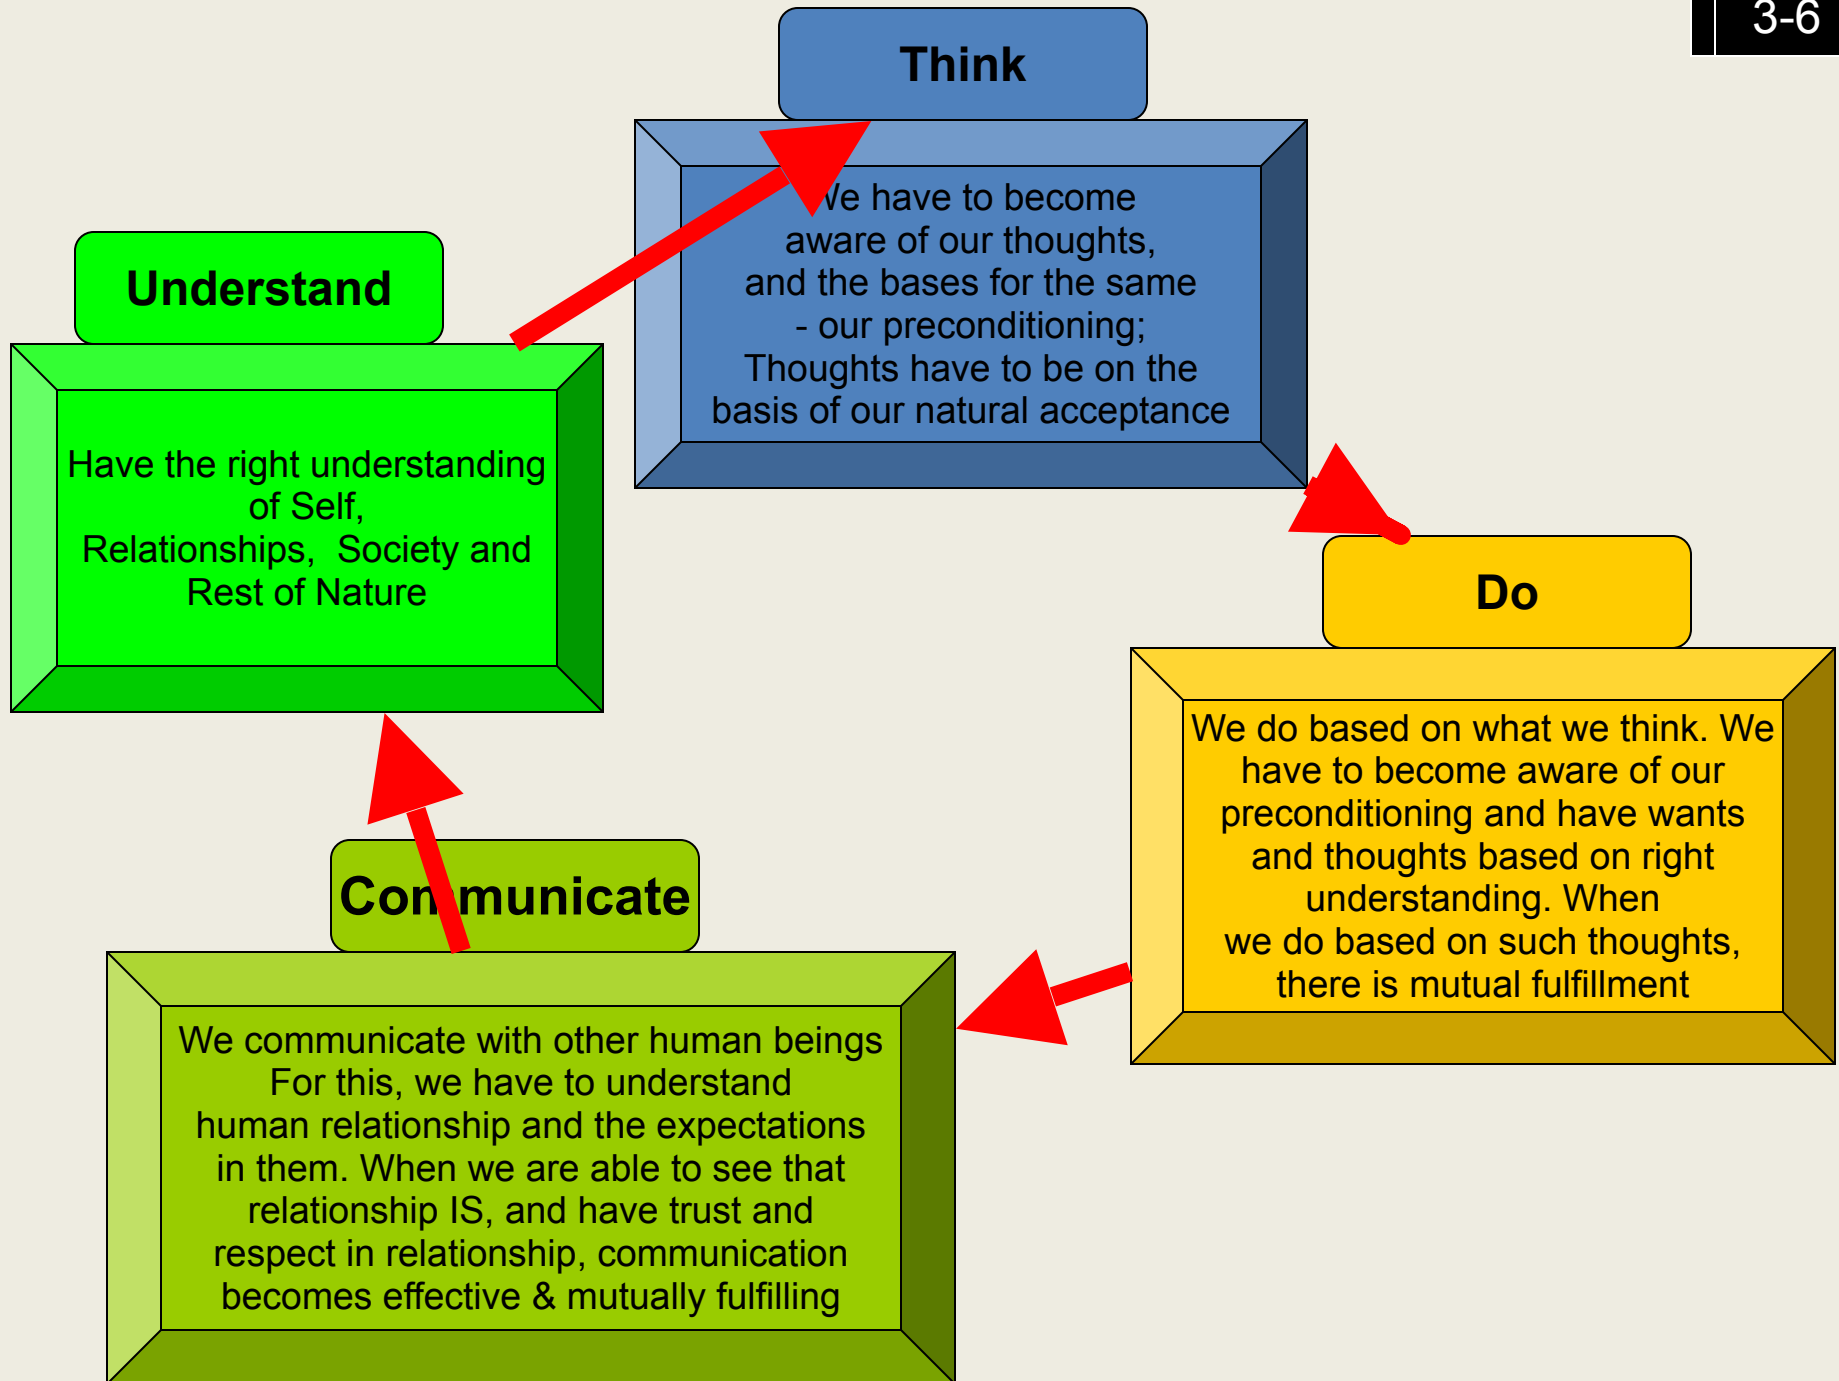 3-6
Think
We have to become
aware of our thoughts,
and the bases for the same
- our preconditioning;
Thoughts have to be on the
basis of our natural acceptance
Understand
Have the right understanding
of Self,
Relationships, Society and
Rest of Nature
Do
We do based on what we think. We
have to become aware of our
preconditioning and have wants
and thoughts based on right
understanding. When
we do based on such thoughts,
there is mutual fulfillment
Communicate
We communicate with other human beings
For this, we have to understand
human relationship and the expectations
in them. When we are able to see that
relationship IS, and have trust and
respect in relationship, communication
becomes effective & mutually fulfilling